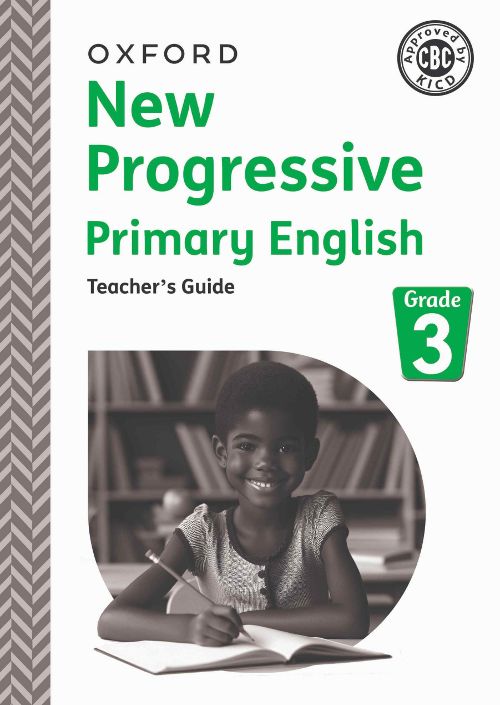 OXFORD
Approved by
CBC
KICD
New
Progressive
Primary English
Teacher's Guide
Grade
3